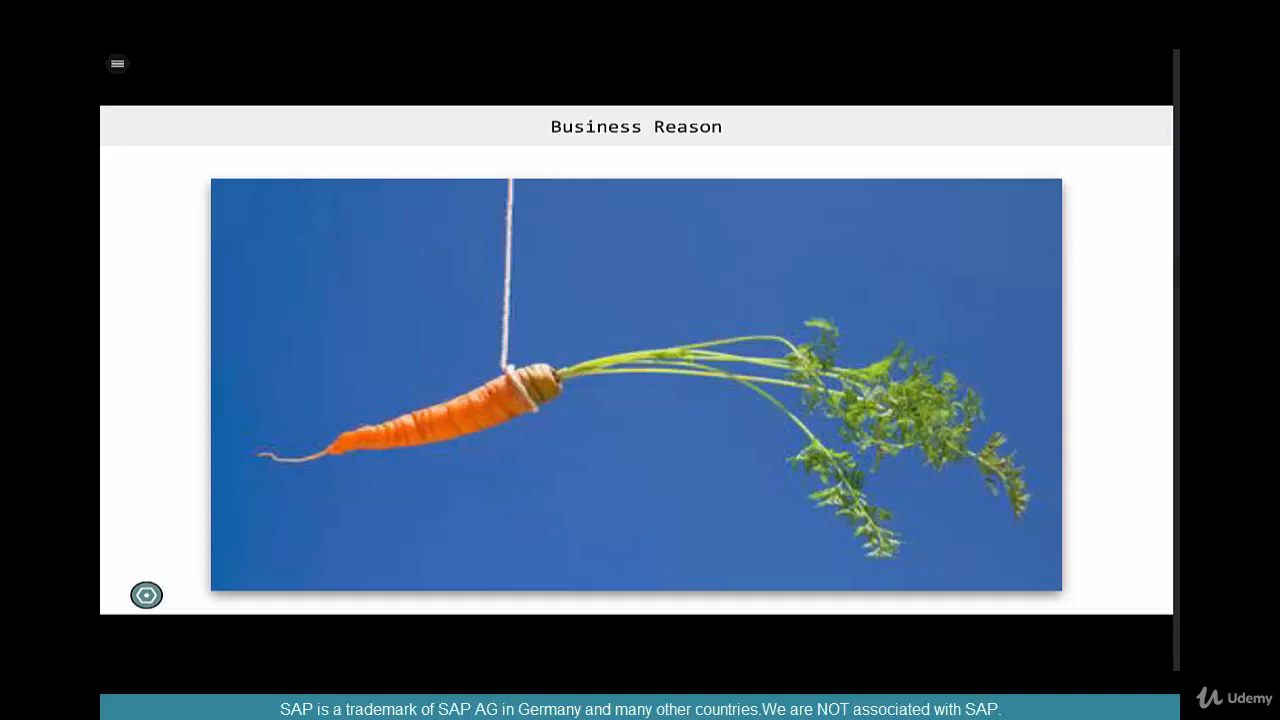 Business Reason
SAP is a trademark of SAP AG in Germany and many other countries.We are NOT associated with SAP.
Udemy